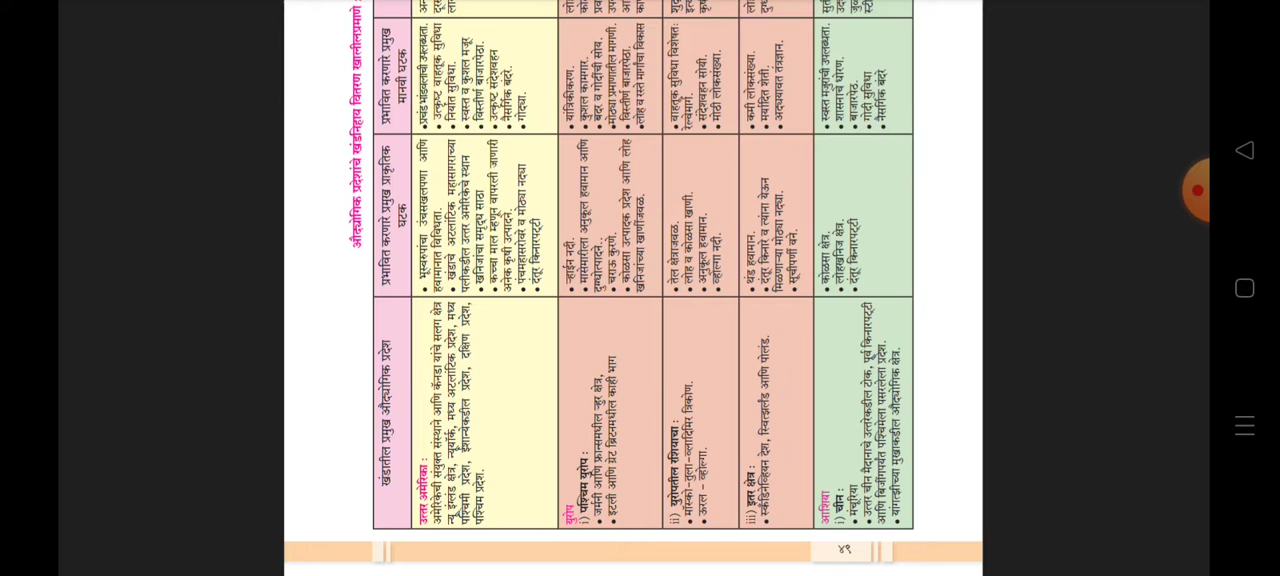 औद्योगिक प्रदेशांचे खंडनिहाय वितरण खालीलप्रमाणे :
खंडातील प्रमुख औद्योगिक प्रदेश
प्रभावित करणारे प्रमुख प्राकृतिक
घटक
प्रभावित करणारे प्रमुख
मानवी घटक
उत्तर अमेरिका :
अमेरिकेची संयुक्त संस्थाने आणि कॅनडा यांचे सलग क्षेत्र
न्यू इंग्लंड क्षेत्र, न्यूयॉर्क, मध्य अटलांटिक प्रदेश, मध्य
पश्चिमी प्रदेश, ईशान्येकडील प्रदेश, दक्षिण प्रदेश,
पश्चिम प्रदेश.
• भूस्वरूपांचा उंचसखलपणा आणि
हवामानात विविधता.
• खंडाचे अटलांटिक महासागराच्या
पलीकडील उत्तर अमेरिकेचे स्थान
• खनिजांचा समृद्ध साठा
• कच्चा माल म्हणून वापरली जाणारी
अनेक कृषी उत्पादने.
• पंचमहासरोवरे व मोठ्या नद्या
• दंतूर किनारपट्टी
• प्रचंड भांडवलाची उपलब्धता.
• उत्कृष्ट वाहतूक सुविधा
• निर्यात सुविधा.
• स्वस्त व कुशल मजूर
• विस्तीर्ण बाजारपेठा.
उत्कृष्ट संदेशवहन
• नैसर्गिक बंदरे.
• गोद्या.
युरोप
i) पश्चिम युरोप :
• जर्मनी आणि फ्रान्समधील ऱ्हुर क्षेत्र,
• इटली आणि ग्रेट ब्रिटनमधील काही भाग
• ऱ्हाईन नदी.
• मासेमारीला अनुकूल हवामान आणि
दुग्धोत्पादने..
• चराऊ कुरणे.
• कोळसा उत्पादक प्रदेश आणि लोह
खनिजांच्या खाणींजवळ.
• यांत्रिकीकरण.
• कुशल कामगार.
• बंदर व गोदींची सोय.
•मोठ्या प्रमाणातील मागणी.
• विस्तीर्ण बाजारपेठा.
•लोह व रस्ते मार्गांचा विकास
ii) युरोपातील रशियाचा :
• मॉस्को-तुला-व्लादिमिर त्रिकोण.
• ऊरल - व्होल्गा.
• तेल क्षेत्राजवळ.
• लोह व कोळसा खाणी.
• अनुकूल हवामान.
• व्होल्गा नदी.
• वाहतूक सुविधा विशेषतः
रेल्वेमार्ग.
• संदेशवहन सोयी.
• मोठी लोकसंख्या.
iii) इतर क्षेत्र :
• स्कँडिनेव्हियन देश, स्वित्झर्लंड आणि पोलंड.
• थंड हवामान.
• दंतूर किनारे व त्यांना येऊन
मिळणाऱ्या मोठ्या नद्या.
• सूचीपर्णी वने.
• कमी लोकसंख्या.
• मर्यादित शेती.
• अद्ययावत तंत्रज्ञान.
आशिया
i) चीन :
• मंचूरिया
• उत्तर चीन मैदानाचे उत्तरेकडील टोक, पूर्व किनारपट्टी
आणि बिजींगपर्यंत पश्चिमेला पसरलेला प्रदेश.
• यांगत्झीच्या मुखाकडील औद्योगिक क्षेत्र.
• कोळसा क्षेत्र.
• लोहखनिज क्षेत्र.
• दंतूर किनारपट्टी
• स्वस्त मजुरांची उपलब्धता.
• शासनाचे धोरण.
• बाजारपेठ.
• गोदी सुविधा
• नैसर्गिक बंदरे
४९